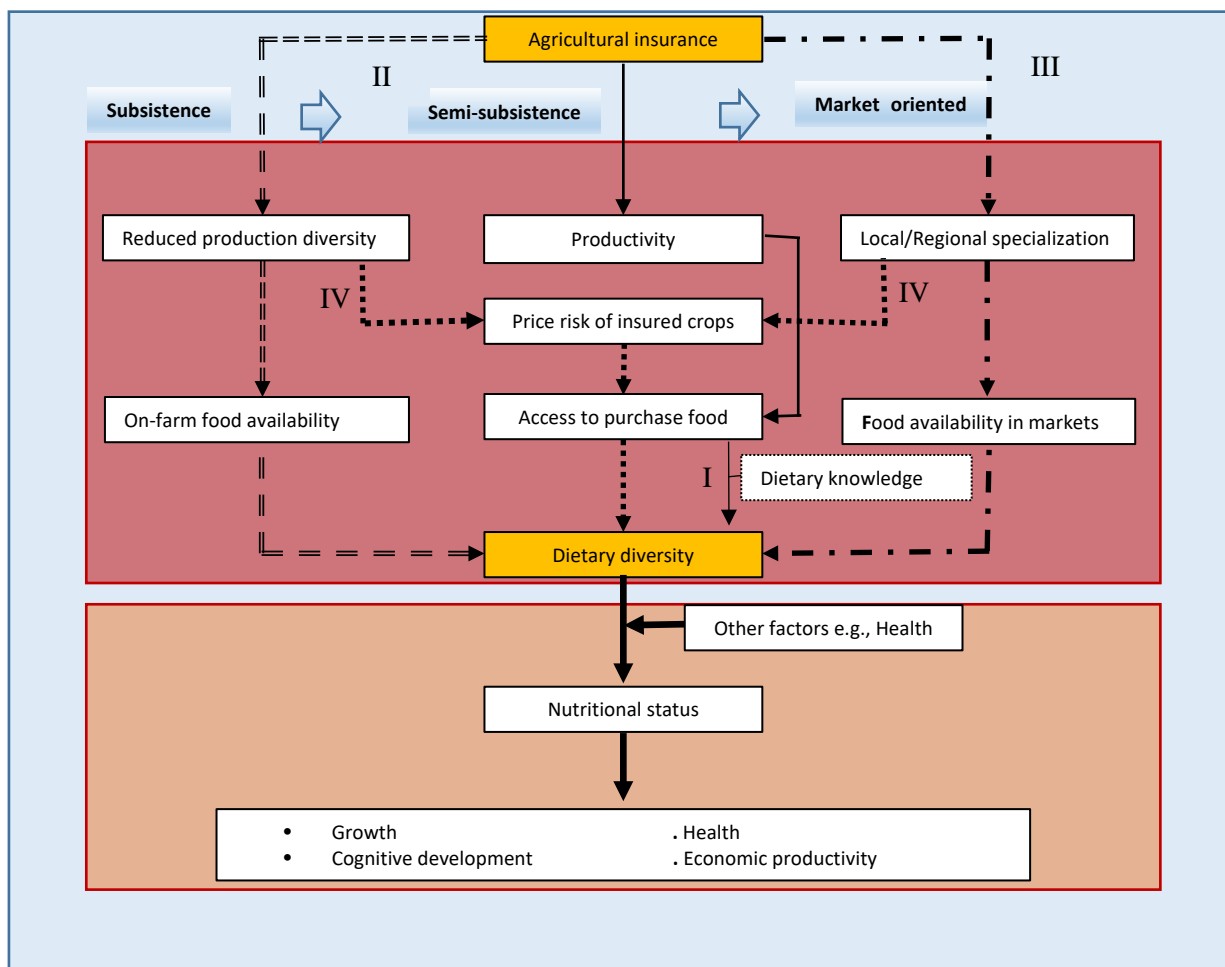 Agricultural insurance
II
III
Subsistence
Semi-subsistence
Market oriented
Reduced production diversity
Productivity
Local/Regional specialization
IV
IV
Price risk of insured crops
On-farm food availability
Access to purchase food
Food availability in markets
I
Dietary knowledge
Dietary diversity
Other factors e.g., Health
Nutritional status
• Growth
. Health
• Cognitive development
. Economic productivity